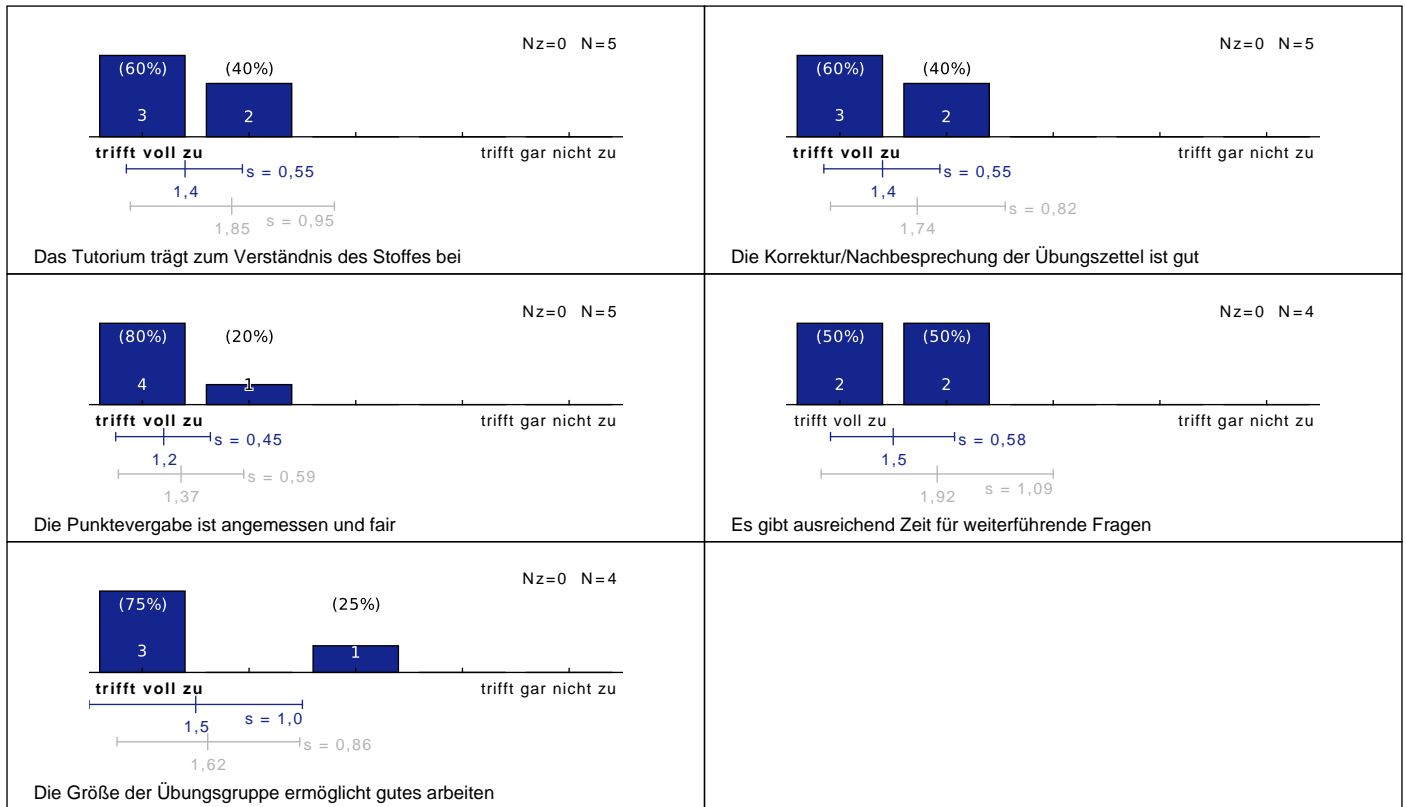 Nz=0 N=5
(60%) (40%)
3 2
trifft voll zu trifft gar nicht zu
s = 0,55
1,4
s = 0,95
1,85
Das Tutorium trägt zum Verständnis des Stoffes bei
Nz=0 N=5
(60%) (40%)
3 2
trifft voll zu trifft gar nicht zu
s = 0,55
1,4
s = 0,82
1,74
Die Korrektur/Nachbesprechung der Übungszettel ist gut
Nz=0 N=5
(80%) (20%)
4 1
trifft voll zu trifft gar nicht zu
s = 0,45
1,2
s = 0,59
1,37
Die Punktevergabe ist angemessen und fair
Nz=0 N=4
(50%) (50%)
2 2
trifft voll zu trifft gar nicht zu
s = 0,58
1,5
s = 1,09
1,92
Es gibt ausreichend Zeit für weiterführende Fragen
Nz=0 N=4
(75%) (25%)
3 1
trifft voll zu trifft gar nicht zu
s = 1,0
1,5
s = 0,86
1,62
Die Größe der Übungsgruppe ermöglicht gutes arbeiten